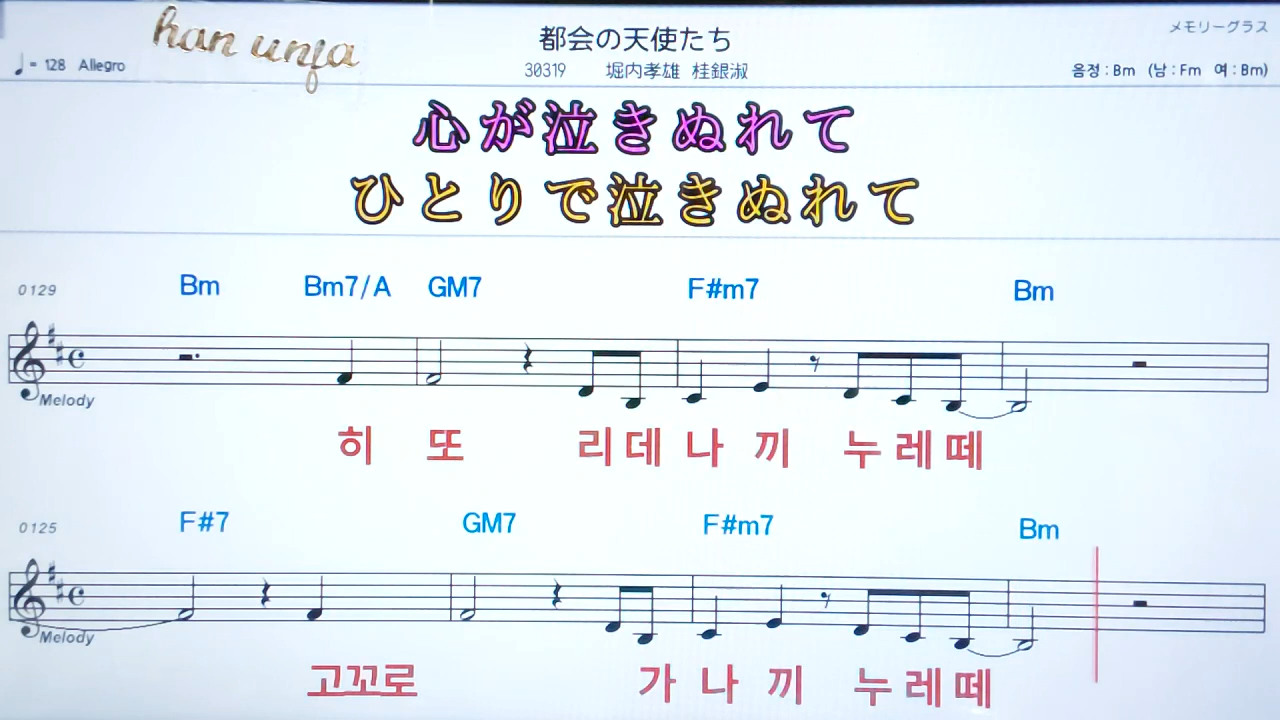 han unfa
都会の天使たち
メモリーグラス
♩= 128 Allegro
30319 堀内孝雄 桂銀淑
음정 : Bm (남 : Fm 여 : Bm)
心が泣きぬれて
ひとりで泣きぬれて
0129 Bm Bm7/A GM7 F#m7 Bm
Melody
히 또 리데 나 끼 누레떼
0125 F#7 GM7 F#m7 Bm
Melody
고꼬로 가 나 끼 누레떼